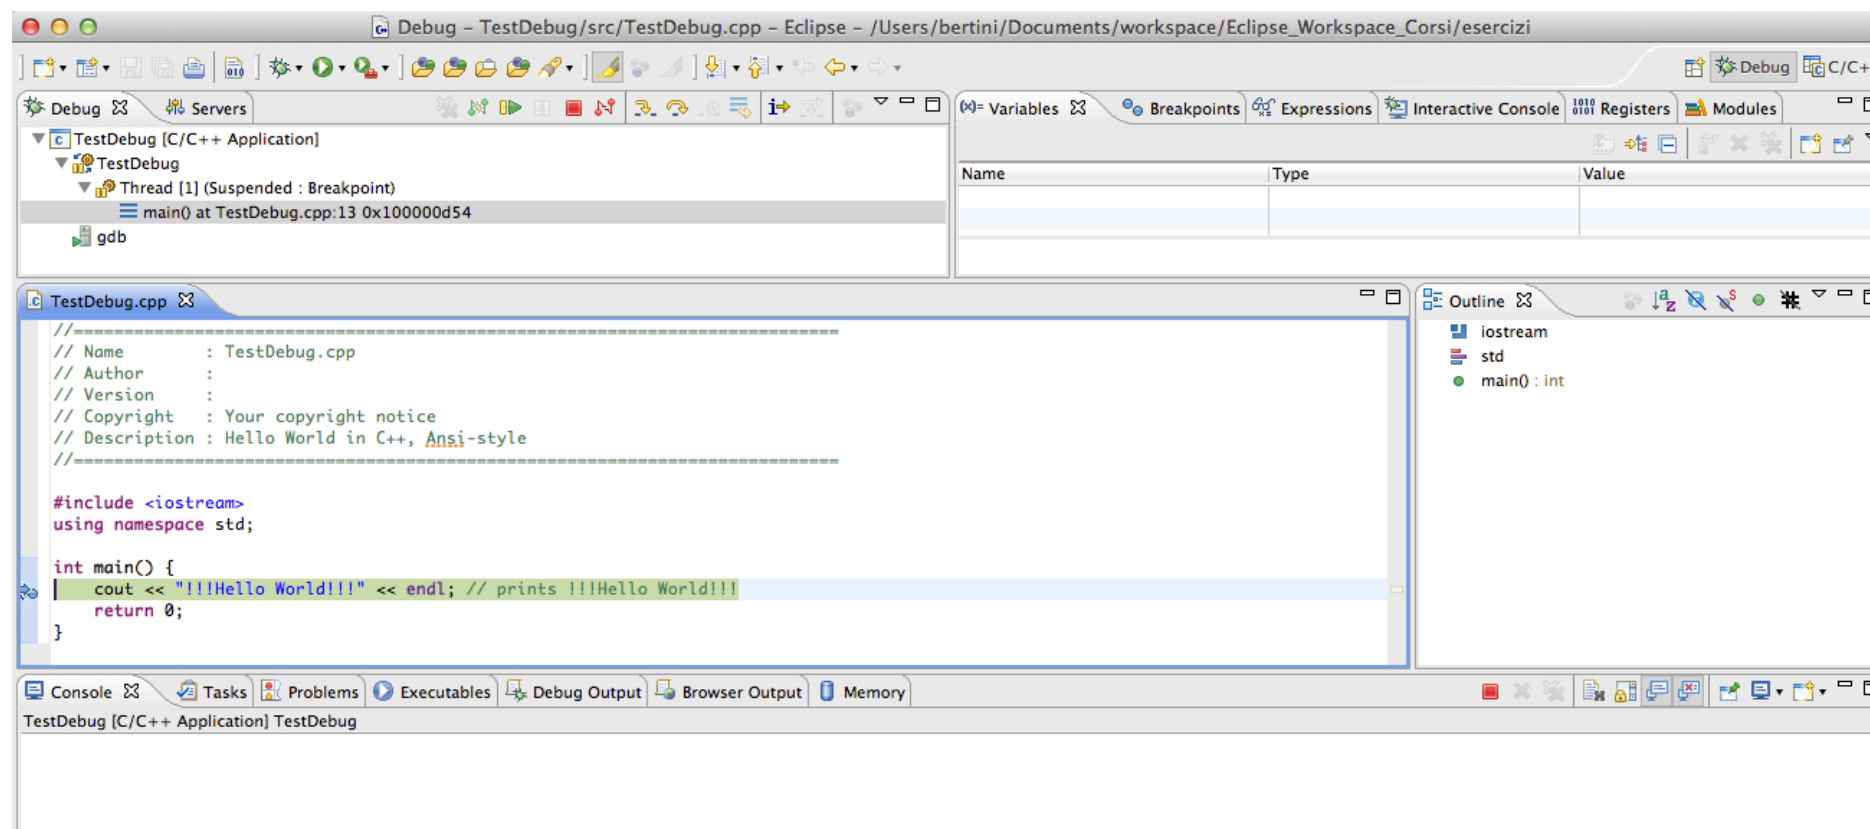 Debug – TestDebug/src/TestDebug.cpp – Eclipse – /Users/bertini/Documents/workspace/Eclipse_Workspace_Corsi/esercizi
Debug C/C+
Debug Servers
TestDebug [C/C++ Application]
TestDebug
Thread [1] (Suspended : Breakpoint)
main() at TestDebug.cpp:13 0x100000d54
gdb
(x)= Variables Breakpoints Expressions Interactive Console Registers Modules
Name Type Value
TestDebug.cpp
//============================================================================
// Name        : TestDebug.cpp
// Author      :
// Version     :
// Copyright   : Your copyright notice
// Description : Hello World in C++, Ansi-style
//============================================================================
#include <iostream>
using namespace std;
int main() {
    cout << "!!!Hello World!!!" << endl; // prints !!!Hello World!!!
    return 0;
}
Outline
iostream
std
main() : int
Console Tasks Problems Executables Debug Output Browser Output Memory
TestDebug [C/C++ Application] TestDebug